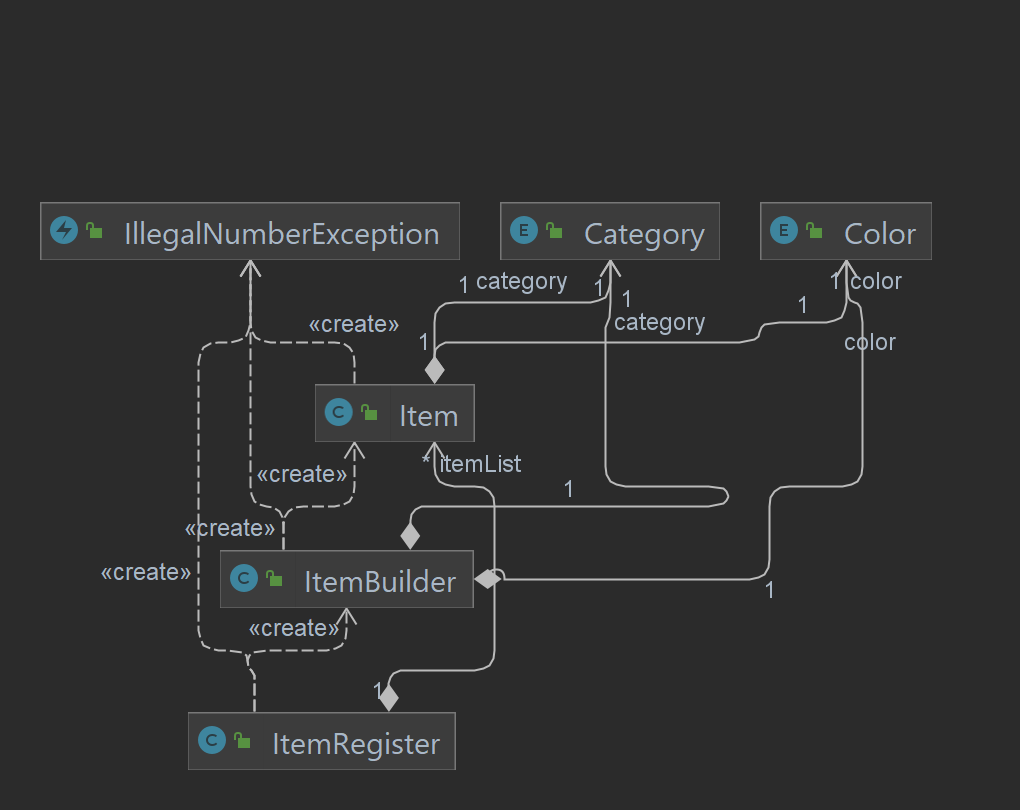 IllegalNumberException
E
Category
E
Color
1 category
1
1
1 color
1
category
«create»
1
color
C
Item
* itemList
«create»
1
«create»
«create»
C
ItemBuilder
1
«create»
1
C
ItemRegister